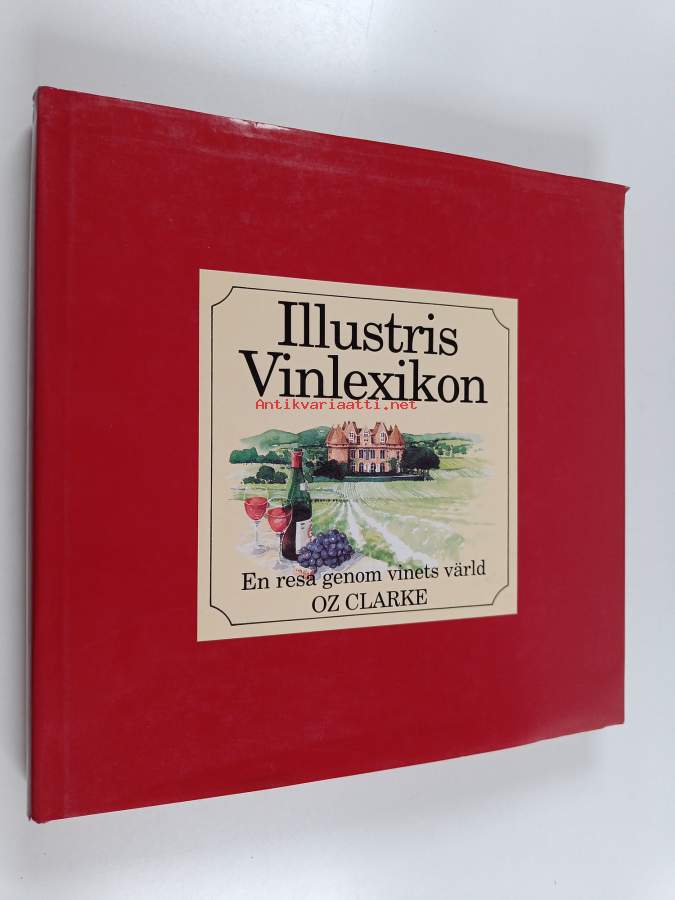 Illustris
Vinlexikon
Antikvariaatti.net
En resa genom vinets värld
OZ CLARKE